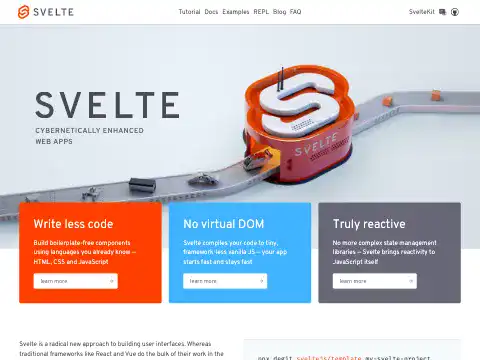 SVELTE
Tutorial Docs Examples REPL Blog FAQ
SvelteKit
SVELTE
CYBERNETICALLY ENHANCED
WEB APPS
SVELTE
Write less code
Build boilerplate-free components
using languages you already know —
HTML, CSS and JavaScript
learn more
No virtual DOM
Svelte compiles your code to tiny,
framework-less vanilla JS — your app
starts fast and stays fast
learn more
Truly reactive
No more complex state management
libraries — Svelte brings reactivity to
JavaScript itself
learn more
Svelte is a radical new approach to building user interfaces. Whereas
traditional frameworks like React and Vue do the bulk of their work in the
npx degit sveltejs/template my-svelte-project